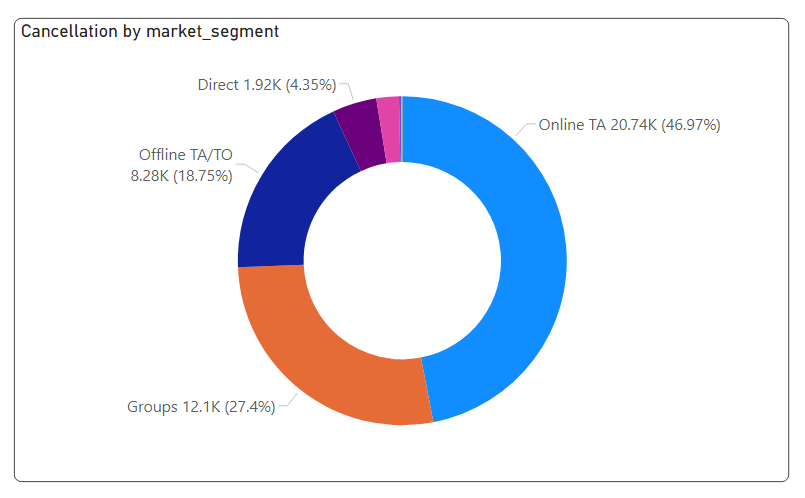 Cancellation by market_segment
Direct 1.92K (4.35%)
Online TA 20.74K (46.97%)
Offline TA/TO
8.28K (18.75%)
Groups 12.1K (27.4%)